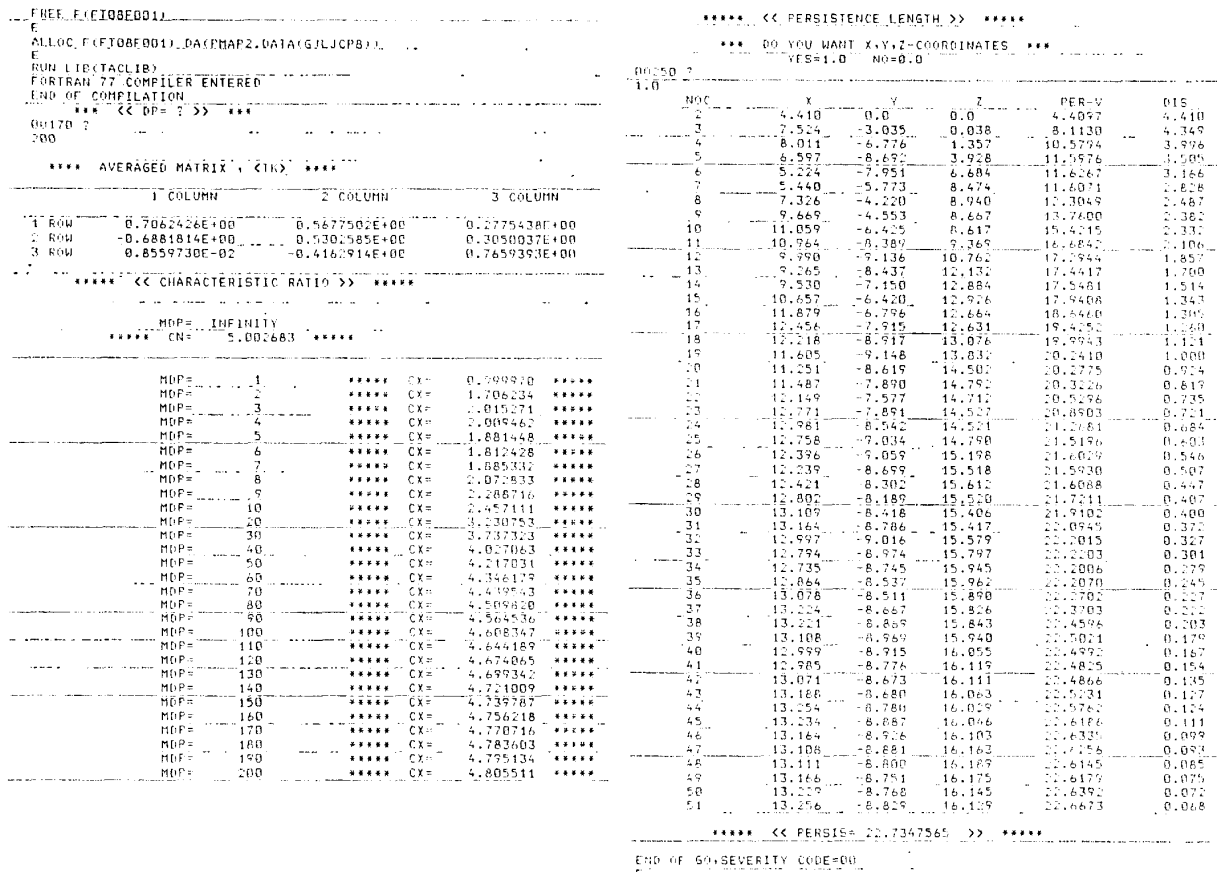 FREE F(FT08F001)
E
ALLOC F(FT08F001) DA(PMAP2.DATA(GJLJCP8))
E
RUN LIB(TACLIB)
FORTRAN 77 COMPILER ENTERED
END OF COMPILATION
*** << DP= ? >> ***
00170 ?
200
**** AVERAGED MATRIX , <TK> ****
1 COLUMN 2 COLUMN 3 COLUMN
1 ROW 0.7062426E+00 0.5677502E+00 0.2775438E+00
2 ROW -0.6881814E+00 0.5302585E+00 0.3050037E+00
3 ROW 0.8559730E-02 -0.4162914E+00 0.7659393E+00
***** << CHARACTERISTIC RATIO >> *****
MDP= INFINITY
***** CN= 5.002683 *****
MDP= 1 ***** CX= 0.999970 *****
MDP= 2 ***** CX= 1.706234 *****
MDP= 3 ***** CX= 2.015271 *****
MDP= 4 ***** CX= 2.009462 *****
MDP= 5 ***** CX= 1.881448 *****
MDP= 6 ***** CX= 1.812428 *****
MDP= 7 ***** CX= 1.885332 *****
MDP= 8 ***** CX= 2.072833 *****
MDP= 9 ***** CX= 2.288716 *****
MDP= 10 ***** CX= 2.457111 *****
MDP= 20 ***** CX= 3.230753 *****
MDP= 30 ***** CX= 3.737323 *****
MDP= 40 ***** CX= 4.027063 *****
MDP= 50 ***** CX= 4.217031 *****
MDP= 60 ***** CX= 4.346179 *****
MDP= 70 ***** CX= 4.439543 *****
MDP= 80 ***** CX= 4.509820 *****
MDP= 90 ***** CX= 4.564536 *****
MDP= 100 ***** CX= 4.608347 *****
MDP= 110 ***** CX= 4.644189 *****
MDP= 120 ***** CX= 4.674065 *****
MDP= 130 ***** CX= 4.699342 *****
MDP= 140 ***** CX= 4.721009 *****
MDP= 150 ***** CX= 4.739787 *****
MDP= 160 ***** CX= 4.756218 *****
MDP= 170 ***** CX= 4.770716 *****
MDP= 180 ***** CX= 4.783603 *****
MDP= 190 ***** CX= 4.795134 *****
MDP= 200 ***** CX= 4.805511 *****
***** << PERSISTENCE LENGTH >> *****
*** DO YOU WANT X,Y,Z-COORDINATES ***
YES=1.0 NO=0.0
00250 ?
1.0
NOC X Y Z PER-V DIS
2 4.410 0.0 0.0 4.4097 4.410
3 7.524 -3.035 0.038 8.1130 4.349
4 8.011 -6.776 1.357 10.5794 3.996
5 6.597 -8.692 3.928 11.5976 3.505
6 5.224 -7.951 6.684 11.6267 3.166
7 5.440 -5.773 8.474 11.6071 2.828
8 7.326 -4.220 8.940 12.3049 2.487
9 9.669 -4.553 8.667 13.7600 2.382
10 11.059 -6.425 8.617 15.4215 2.332
11 10.964 -8.389 9.369 16.6842 2.106
12 9.990 -9.136 10.762 17.2944 1.857
13 9.265 -8.437 12.132 17.4417 1.700
14 9.530 -7.150 12.884 17.5481 1.514
15 10.657 -6.420 12.926 17.9408 1.343
16 11.879 -6.796 12.664 18.6460 1.305
17 12.456 -7.915 12.631 19.4252 1.260
18 12.218 -8.917 13.076 19.9943 1.121
19 11.605 -9.148 13.832 20.2410 1.000
20 11.251 -8.619 14.502 20.2775 0.924
21 11.487 -7.890 14.792 20.3226 0.819
22 12.149 -7.577 14.712 20.5296 0.735
23 12.771 -7.891 14.527 20.8903 0.721
24 12.981 -8.542 14.521 21.2681 0.684
25 12.758 -9.034 14.790 21.5196 0.603
26 12.396 -9.059 15.198 21.6029 0.546
27 12.239 -8.699 15.518 21.5930 0.507
28 12.421 -8.302 15.612 21.6088 0.447
29 12.802 -8.189 15.520 21.7211 0.407
30 13.109 -8.418 15.406 21.9102 0.400
31 13.164 -8.786 15.417 22.0945 0.372
32 12.997 -9.016 15.579 22.2015 0.327
33 12.794 -8.974 15.797 22.2203 0.301
34 12.735 -8.745 15.945 22.2006 0.279
35 12.864 -8.537 15.962 22.2070 0.245
36 13.078 -8.511 15.890 22.2702 0.227
37 13.224 -8.667 15.826 22.3703 0.222
38 13.221 -8.869 15.843 22.4596 0.203
39 13.108 -8.969 15.940 22.5021 0.179
40 12.999 -8.915 16.055 22.4992 0.167
41 12.985 -8.776 16.119 22.4825 0.154
42 13.071 -8.673 16.111 22.4866 0.135
43 13.188 -8.680 16.063 22.5231 0.127
44 13.254 -8.780 16.029 22.5762 0.124
45 13.234 -8.887 16.046 22.6186 0.111
46 13.164 -8.926 16.103 22.6335 0.099
47 13.108 -8.881 16.163 22.6256 0.093
48 13.111 -8.800 16.189 22.6145 0.085
49 13.166 -8.751 16.175 22.6179 0.075
50 13.229 -8.768 16.145 22.6392 0.072
51 13.256 -8.829 16.129 22.6673 0.068
***** << PERSIS= 22.7347565 >> *****
END OF GO,SEVERITY CODE=00